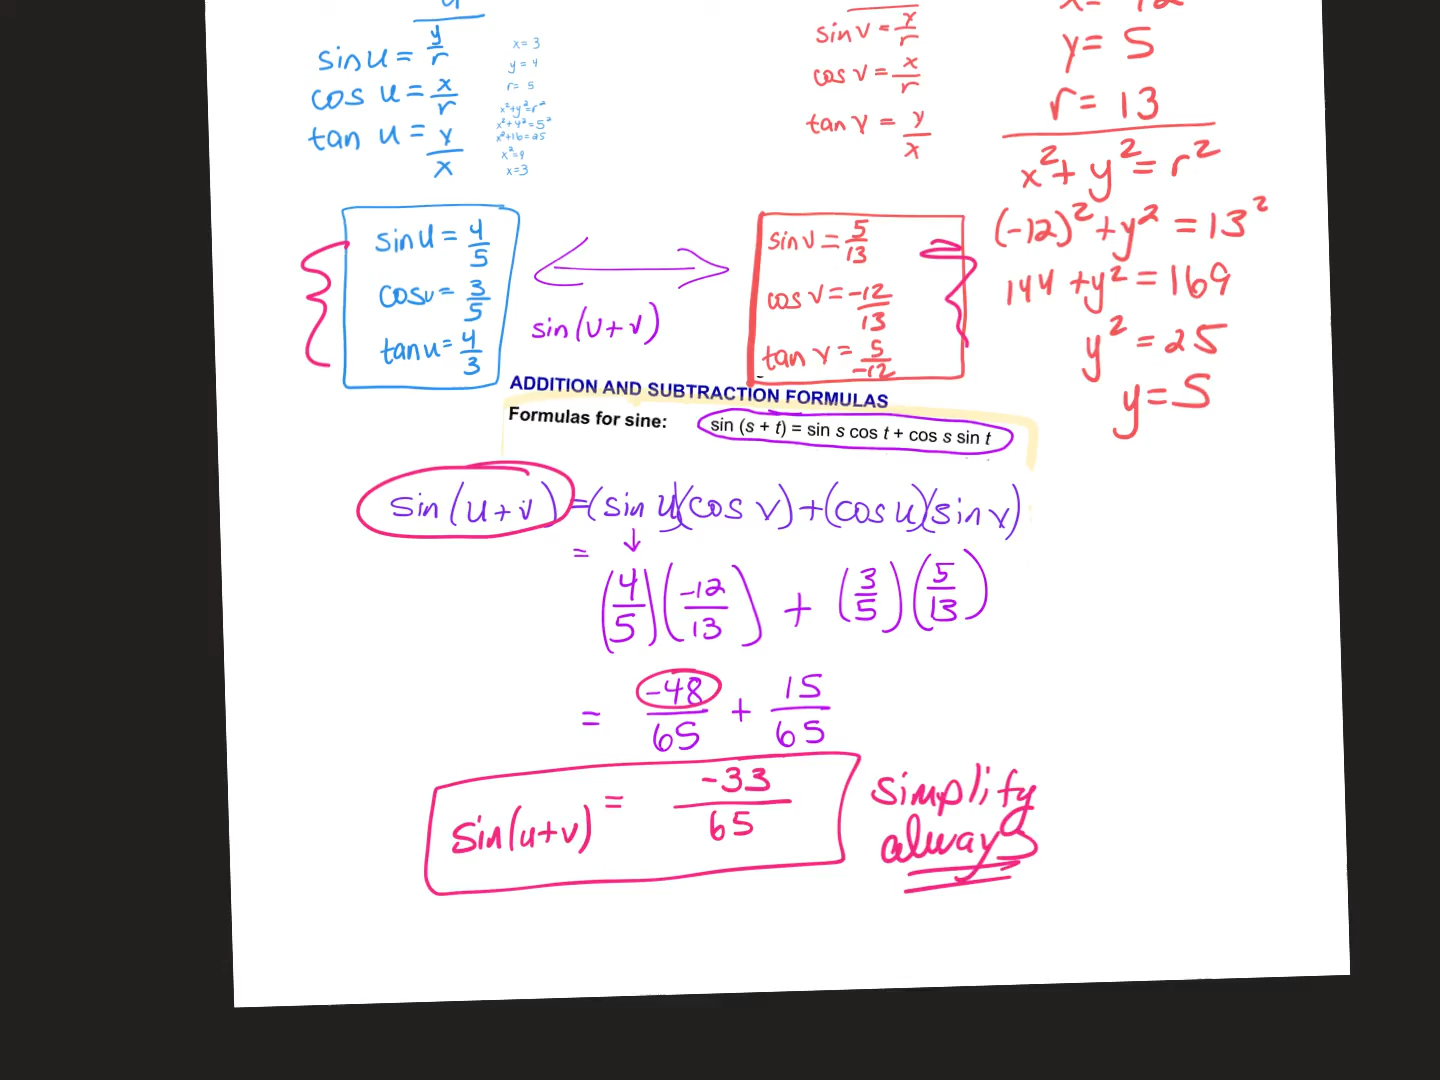 sin u = y/r
cos u = x/r
tan u = y/x
x = 3
y = 4
r = 5
x² + y² = r²
x² + 4² = 5²
x² + 16 = 25
x² = 9
x = 3
sin v = y/r
cos v = x/r
tan v = y/x
y = 5
r = 13
x² + y² = r²
(-12)² + y² = 13²
144 + y² = 169
y² = 25
y = 5
sin u = 4/5
cos u = 3/5
tan u = 4/3
sin(u+v)
sin v = 5/13
cos v = -12/13
tan v = 5/-12
ADDITION AND SUBTRACTION FORMULAS
Formulas for sine: sin (s + t) = sin s cos t + cos s sin t
sin(u+v) = (sin u)(cos v) + (cos u)(sin v)
= (4/5)(-12/13) + (3/5)(5/13)
= -48/65 + 15/65
sin(u+v) = -33/65
simplify
always